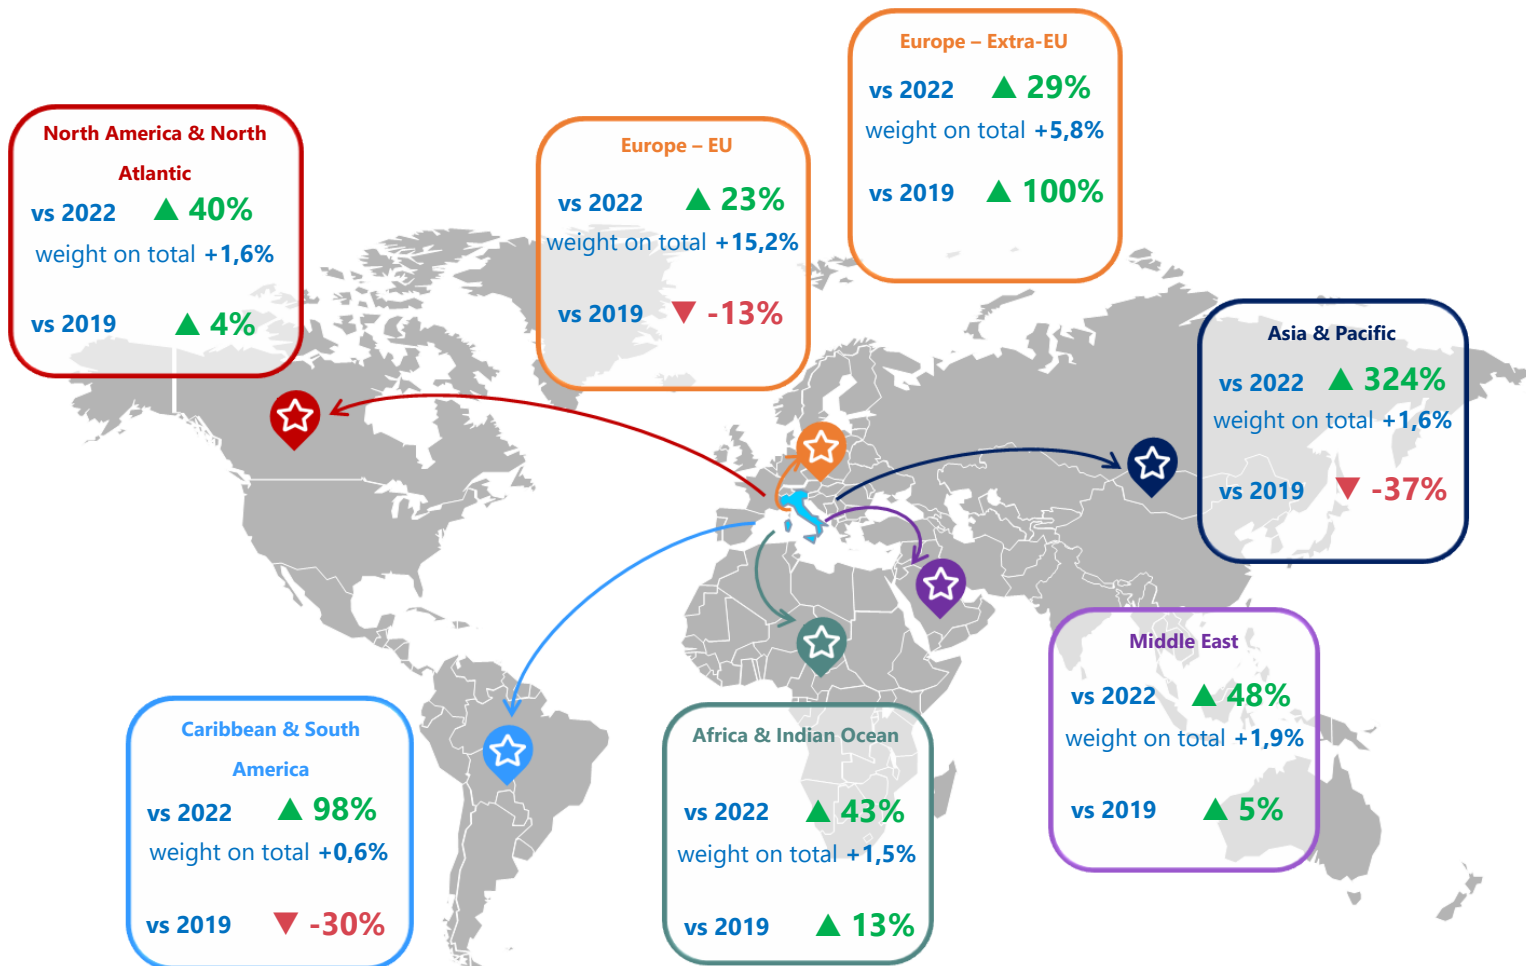 Europe – Extra-EU
vs 2022 ▲ 29%
weight on total +5,8%
vs 2019 ▲ 100%
North America & North
Atlantic
vs 2022 ▲ 40%
weight on total +1,6%
vs 2019 ▲ 4%
Europe – EU
vs 2022 ▲ 23%
weight on total +15,2%
vs 2019 ▼ -13%
Asia & Pacific
vs 2022 ▲ 324%
weight on total +1,6%
vs 2019 ▼ -37%
Middle East
vs 2022 ▲ 48%
weight on total +1,9%
vs 2019 ▲ 5%
Caribbean & South
America
vs 2022 ▲ 98%
weight on total +0,6%
vs 2019 ▼ -30%
Africa & Indian Ocean
vs 2022 ▲ 43%
weight on total +1,5%
vs 2019 ▲ 13%